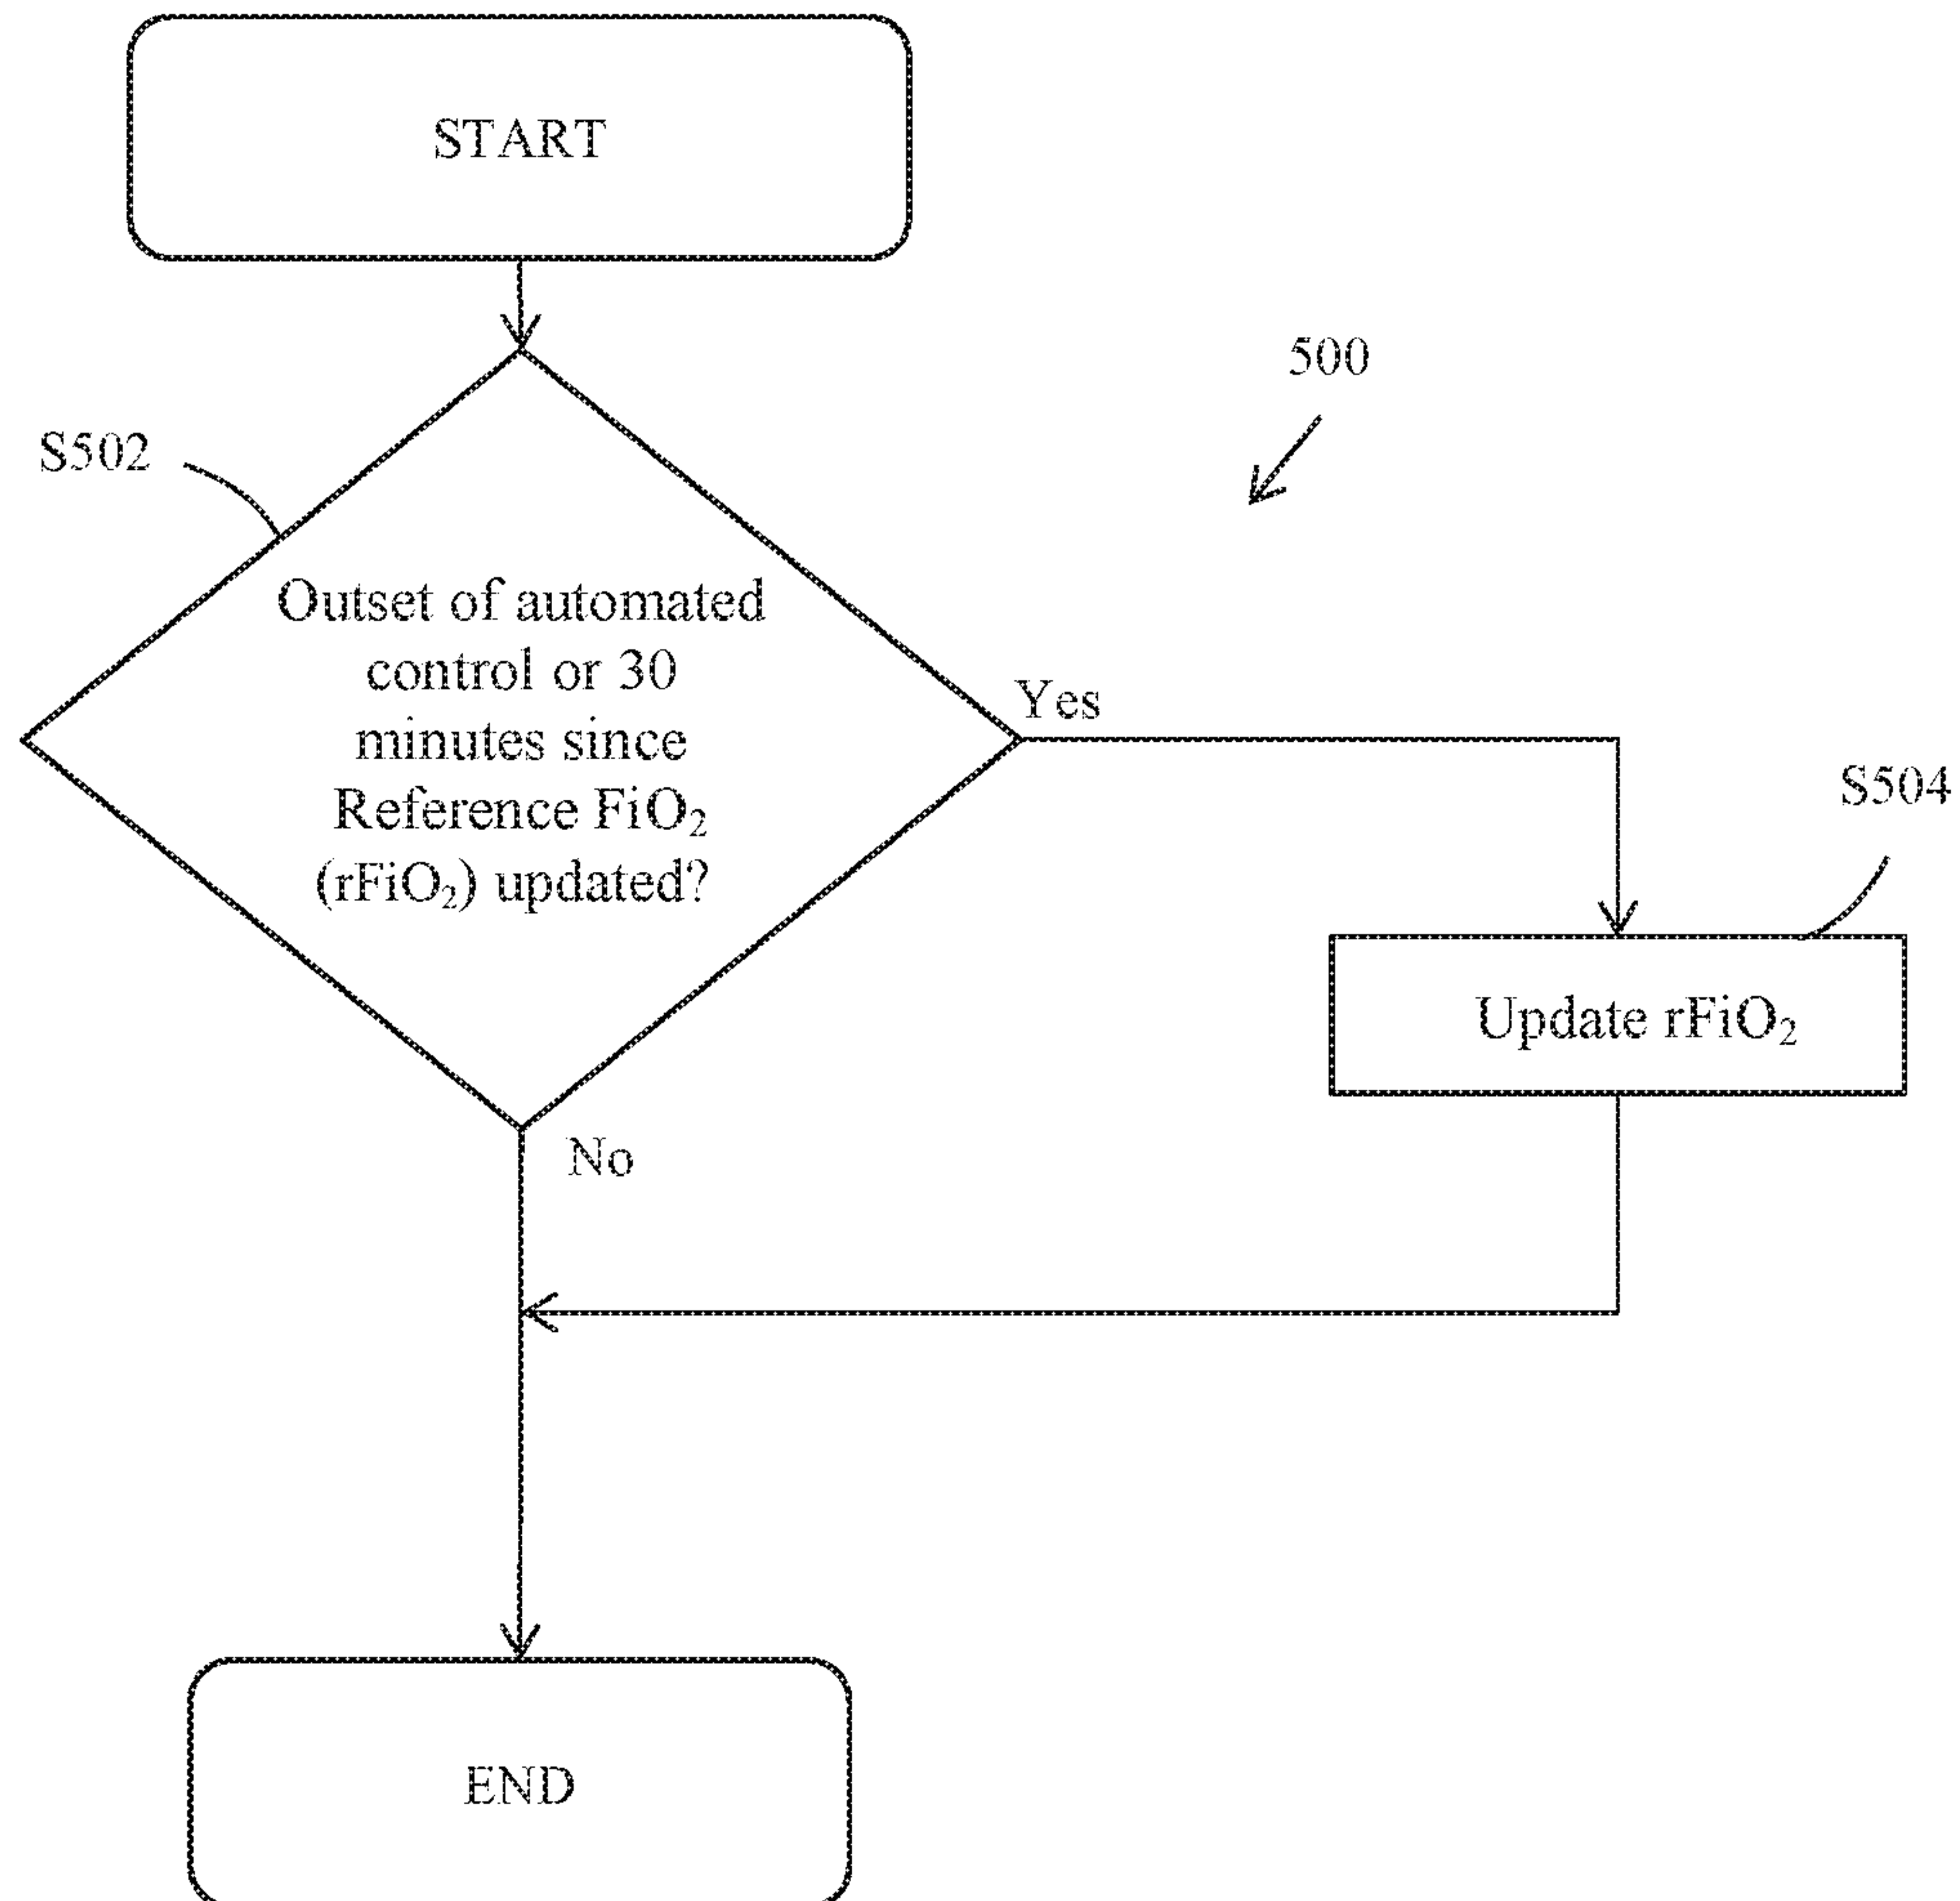 START
500
S502
Outset of automated
control or 30
minutes since
Reference FiO₂
(rFiO₂) updated?
Yes
S504
Update rFiO₂
No
END